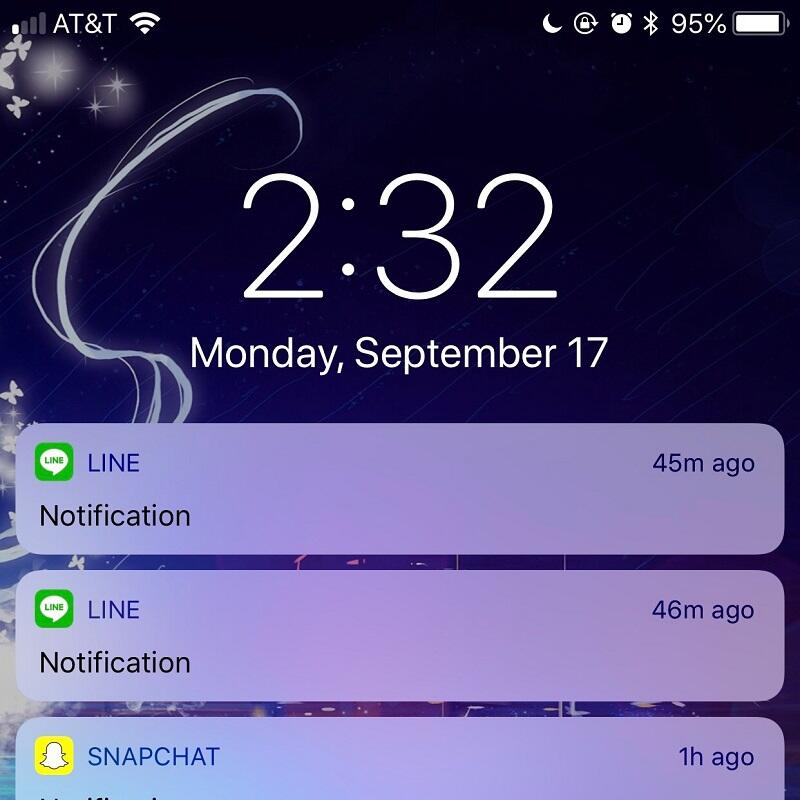 AT&T 95%
2:32
Monday, September 17
LINE LINE 45m ago
Notification
LINE LINE 46m ago
Notification
SNAPCHAT 1h ago